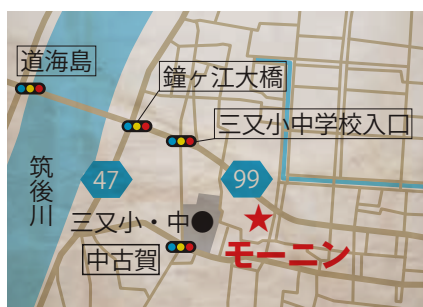 道海島
鐘ヶ江大橋
三又小中学校入口
筑後川
47
99
三又小・中
中古賀
モーニン